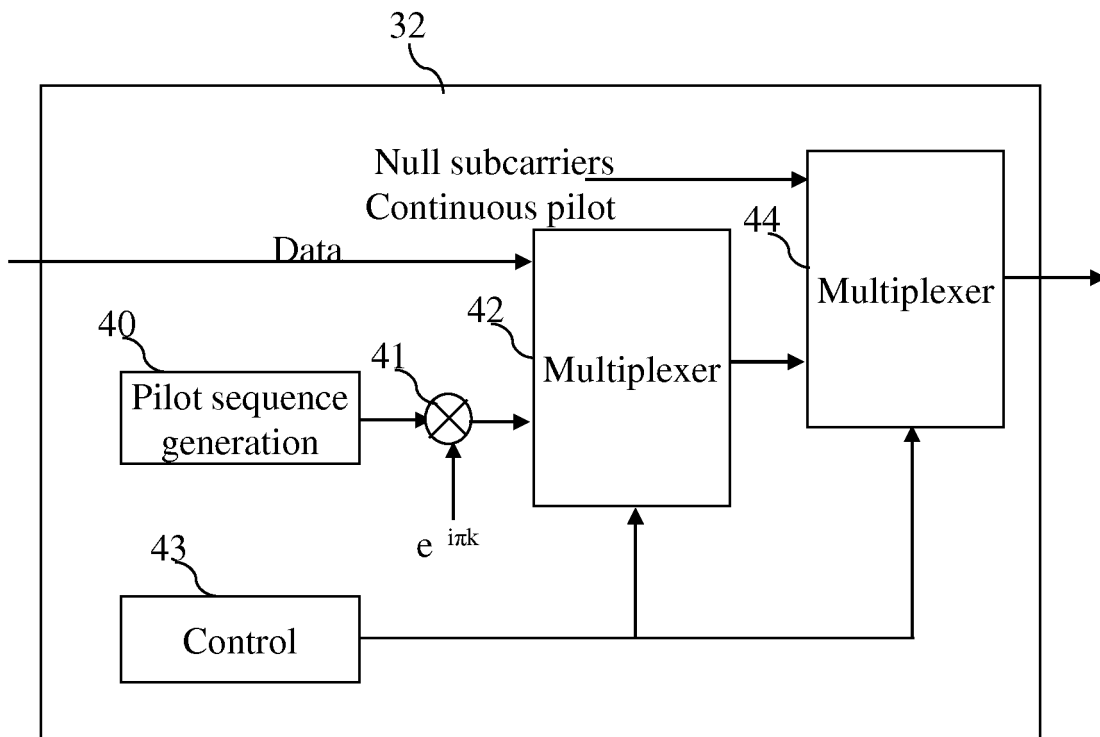 32
Null subcarriers
Continuous pilot
44
Data
Multiplexer
40
41
42
Multiplexer
Pilot sequence
generation
e iπk
43
Control